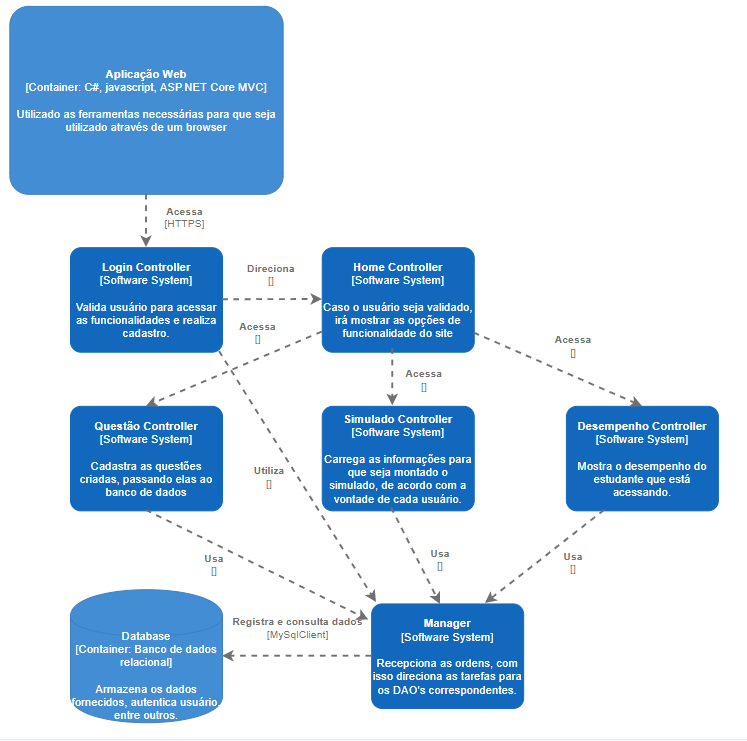 Aplicação Web
[Container: C#, javascript, ASP.NET Core MVC]
Utilizado as ferramentas necessárias para que seja
utilizado através de um browser
Acessa
[HTTPS]
Login Controller
[Software System]
Valida usuário para acessar
as funcionalidades e realiza
cadastro.
Direciona
[]
Home Controller
[Software System]
Caso o usuário seja validado,
irá mostrar as opções de
funcionalidade do site
Acessa
[]
Acessa
[]
Acessa
[]
Questão Controller
[Software System]
Cadastra as questões
criadas, passando elas ao
banco de dados
Utiliza
[]
Simulado Controller
[Software System]
Carrega as informações para
que seja montado o
simulado, de acordo com a
vontade de cada usuário.
Desempenho Controller
[Software System]
Mostra o desempenho do
estudante que está
acessando.
Usa
[]
Usa
[]
Usa
[]
Database
[Container: Banco de dados
relacional]
Armazena os dados
fornecidos, autentica usuário,
entre outros.
Registra e consulta dados
[MySqlClient]
Manager
[Software System]
Recepciona as ordens, com
isso direciona as tarefas para
os DAO's correspondentes.